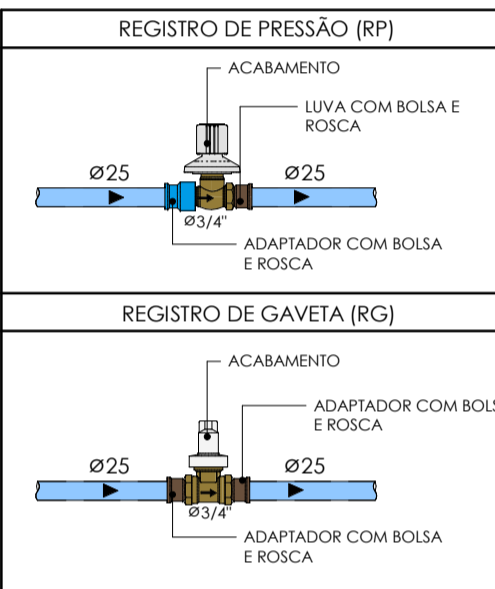 REGISTRO DE PRESSÃO (RP)
ACABAMENTO
LUVA COM BOLSA E
ROSCA
Ø25
Ø25
Ø3/4"
ADAPTADOR COM BOLSA
E ROSCA
REGISTRO DE GAVETA (RG)
ACABAMENTO
ADAPTADOR COM BOLS
E ROSCA
Ø25
Ø25
Ø3/4"
ADAPTADOR COM BOLSA
E ROSCA